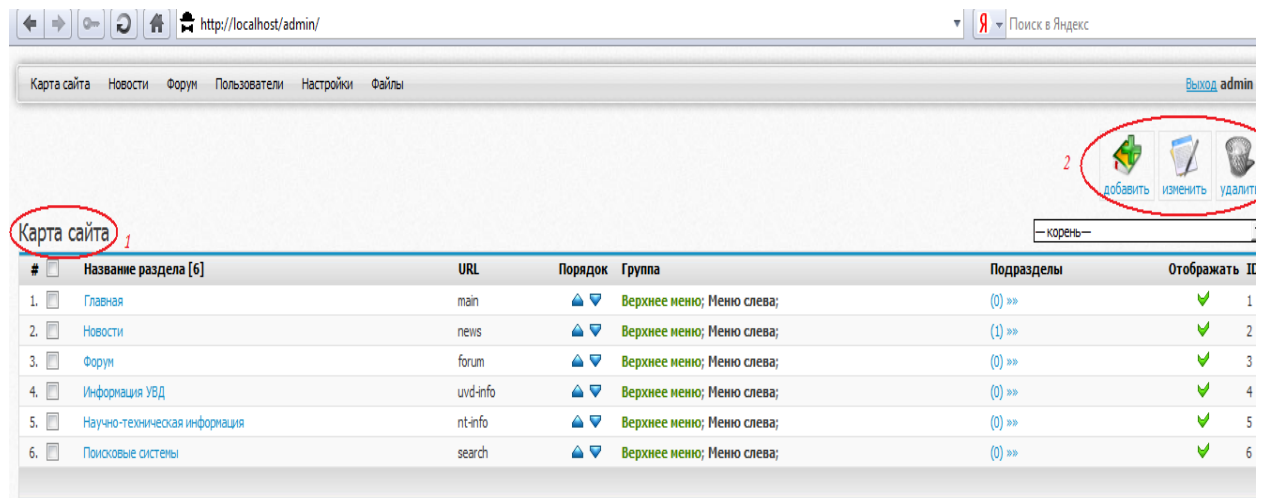 http://localhost/admin/ Я Поиск в Яндекс
Карта сайта Новости Форум Пользователи Настройки Файлы Выход admin
2
добавить изменить удалит
Карта сайта 1 —корень—
# Название раздела [6] URL Порядок Группа Подразделы Отображать ID
1. Главная main Верхнее меню; Меню слева; (0) »» 1
2. Новости news Верхнее меню; Меню слева; (1) »» 2
3. Форум forum Верхнее меню; Меню слева; (0) »» 3
4. Информация УВД uvd-info Верхнее меню; Меню слева; (0) »» 4
5. Научно-техническая информация nt-info Верхнее меню; Меню слева; (0) »» 5
6. Поисковые системы search Верхнее меню; Меню слева; (0) »» 6